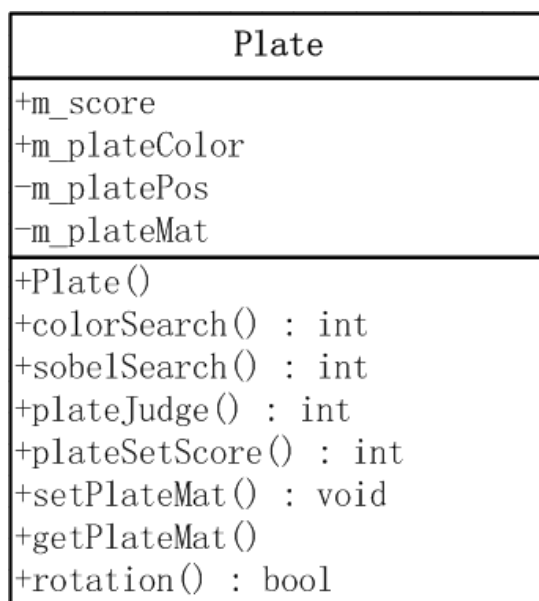 Plate
+m_score
+m_plateColor
-m_platePos
-m_plateMat
+Plate()
+colorSearch() : int
+sobelSearch() : int
+plateJudge() : int
+plateSetScore() : int
+setPlateMat() : void
+getPlateMat()
+rotation() : bool